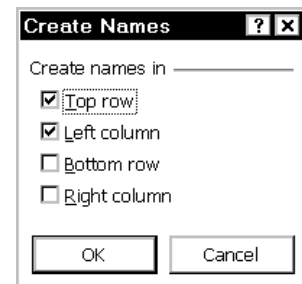 Create Names
Create names in
Top row
Left column
Bottom row
Right column
OK Cancel